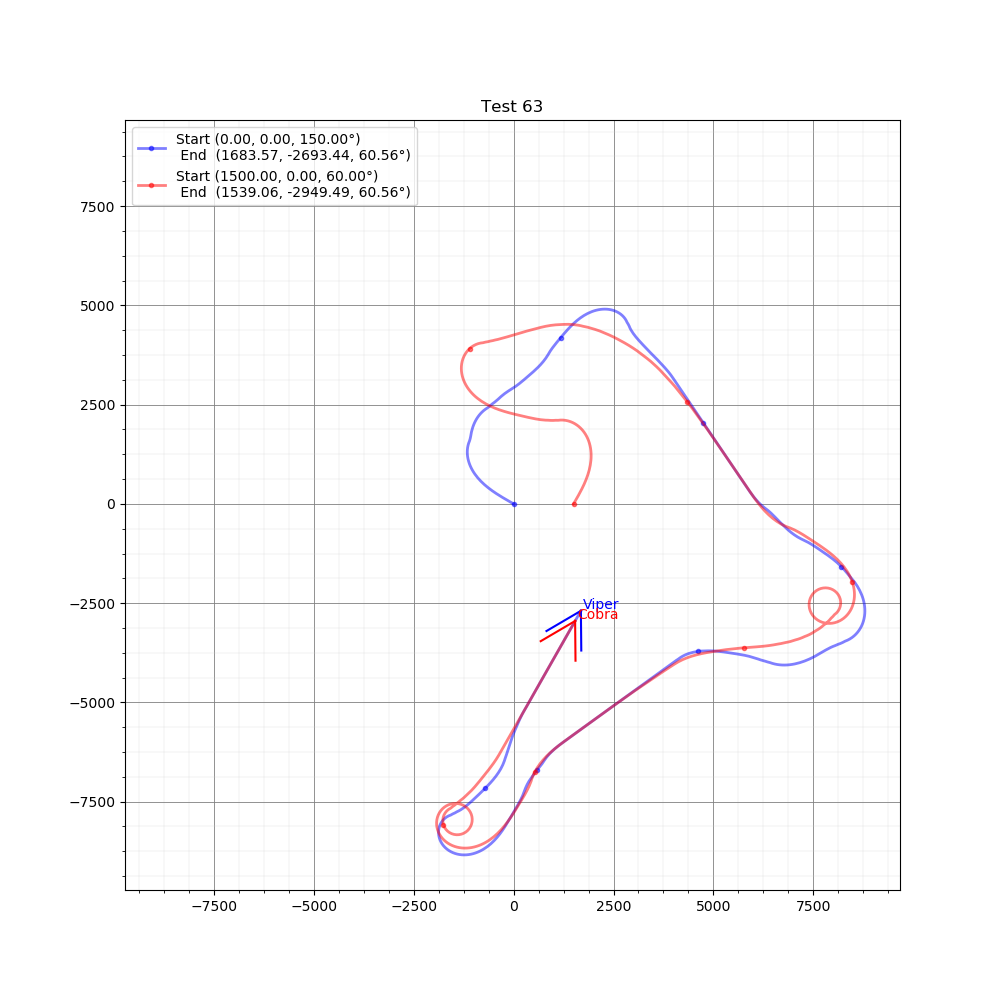 Test 63
Start (0.00, 0.00, 150.00°)
End (1683.57, -2693.44, 60.56°)
Start (1500.00, 0.00, 60.00°)
End (1539.06, -2949.49, 60.56°)
7500
5000
2500
0
−2500
−5000
−7500
Viper
Cobra
−7500
−5000
−2500
0
2500
5000
7500